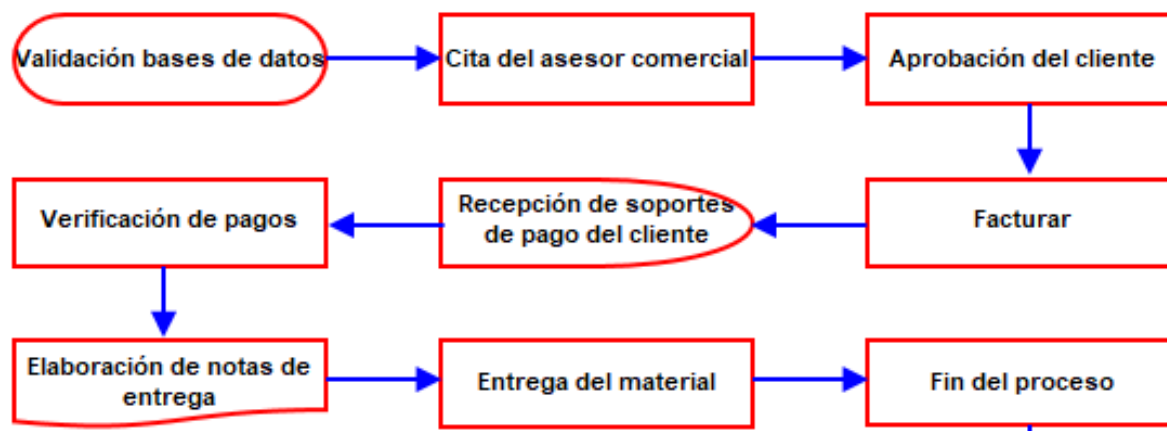 Validación bases de datos
Cita del asesor comercial
Aprobación del cliente
Facturar
Recepción de soportes
de pago del cliente
Verificación de pagos
Elaboración de notas de
entrega
Entrega del material
Fin del proceso